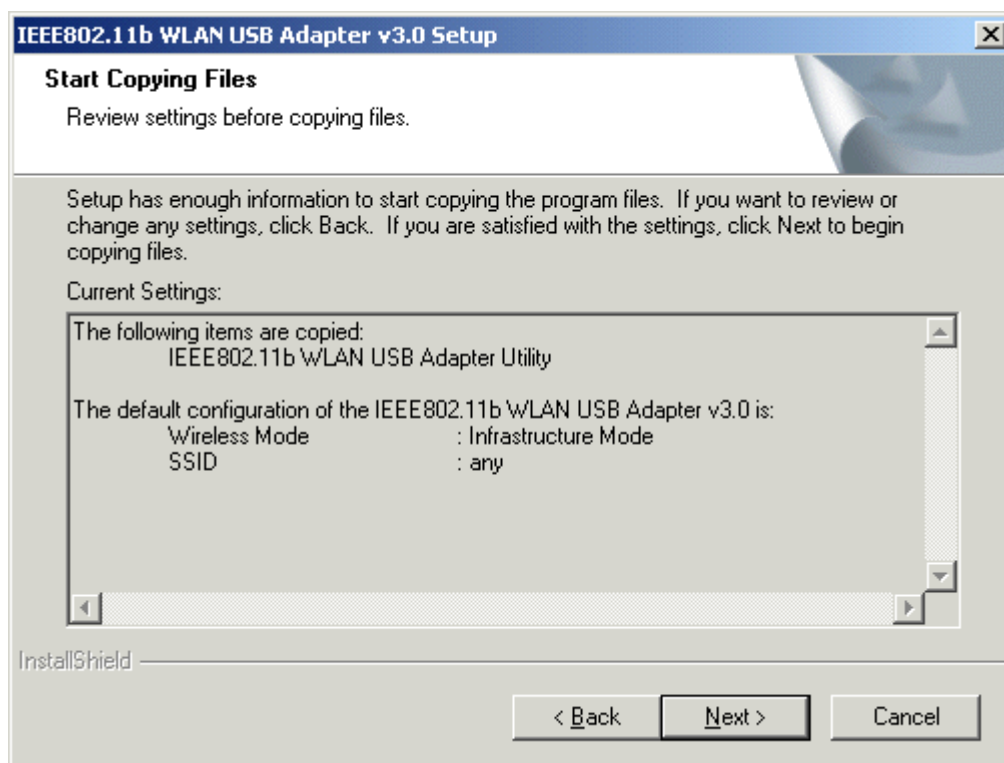 IEEE802.11b WLAN USB Adapter v3.0 Setup
Start Copying Files
Review settings before copying files.
Setup has enough information to start copying the program files.  If you want to review or
change any settings, click Back.  If you are satisfied with the settings, click Next to begin
copying files.
Current Settings:
The following items are copied:
IEEE802.11b WLAN USB Adapter Utility
The default configuration of the IEEE802.11b WLAN USB Adapter v3.0 is:
Wireless Mode : Infrastructure Mode
SSID : any
InstallShield
< Back Next > Cancel